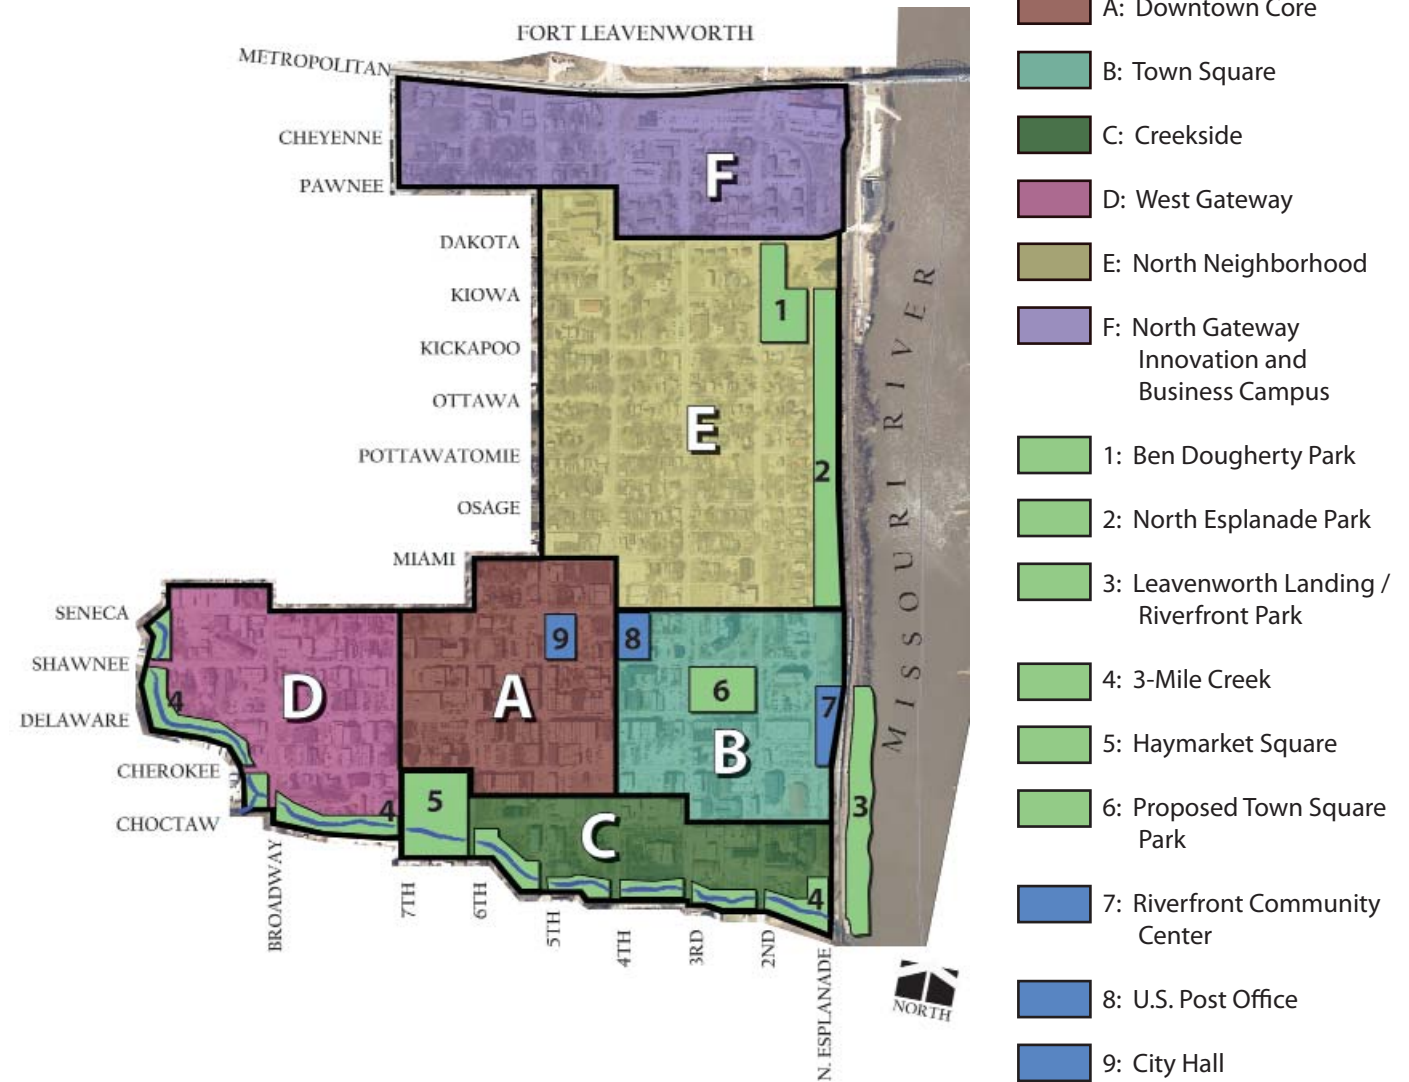 FORT LEAVENWORTH
METROPOLITAN
CHEYENNE
PAWNEE
DAKOTA
KIOWA
KICKAPOO
OTTAWA
POTTAWATOMIE
OSAGE
MIAMI
SENECA
SHAWNEE
DELAWARE
CHEROKEE
CHOCTAW
BROADWAY
7TH
6TH
5TH
4TH
3RD
2ND
N. ESPLANADE
MISSOURI RIVER
F
1
E
2
9
8
D
A
6
7
B
4
4
5
C
3
4
NORTH
A: Downtown Core
B: Town Square
C: Creekside
D: West Gateway
E: North Neighborhood
F: North Gateway
Innovation and
Business Campus
1: Ben Dougherty Park
2: North Esplanade Park
3: Leavenworth Landing /
Riverfront Park
4: 3-Mile Creek
5: Haymarket Square
6: Proposed Town Square
Park
7: Riverfront Community
Center
8: U.S. Post Office
9: City Hall